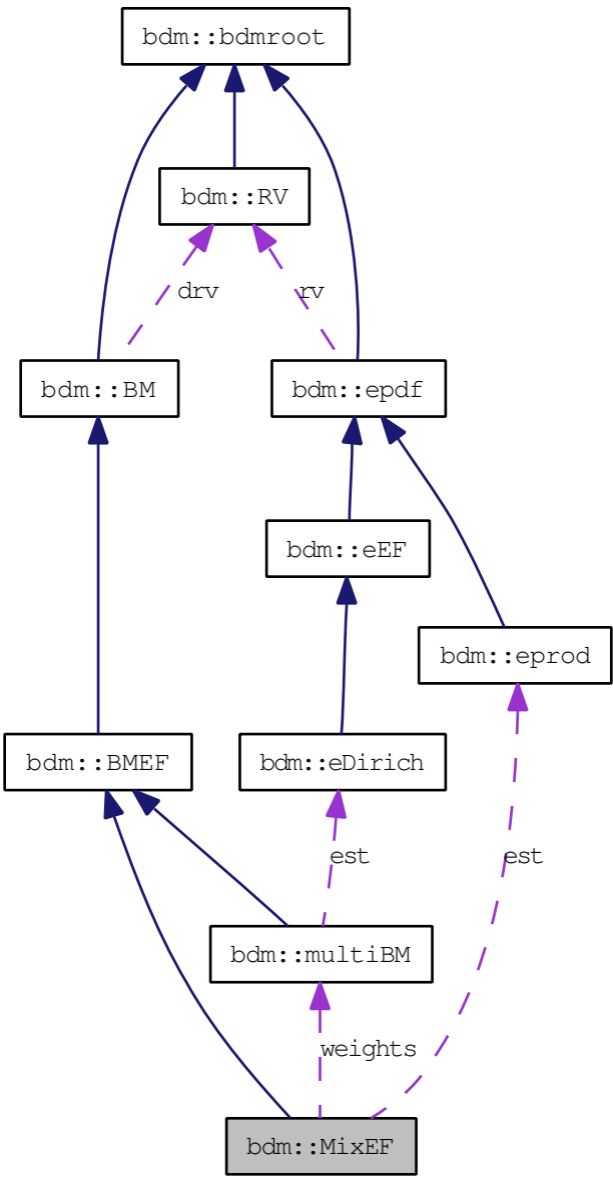 bdm::bdmroot
bdm::RV
drv
rv
bdm::BM
bdm::epdf
bdm::eEF
bdm::eprod
bdm::BMEF
bdm::eDirich
est
est
bdm::multiBM
weights
bdm::MixEF